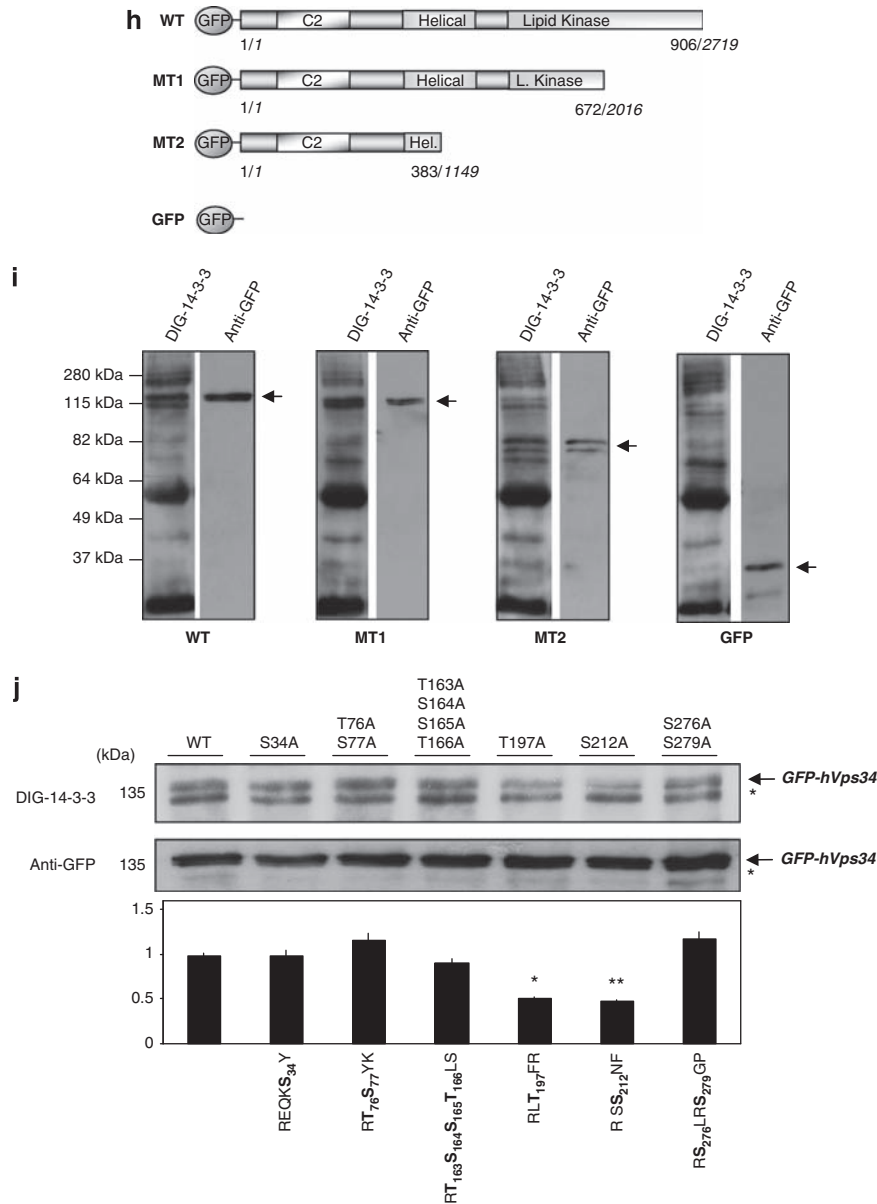 h
WT GFP C2 Helical Lipid Kinase
1/1 906/2719
MT1 GFP C2 Helical L. Kinase
1/1 672/2016
MT2 GFP C2 Hel.
1/1 383/1149
GFP GFP
i
DIG-14-3-3 Anti-GFP DIG-14-3-3 Anti-GFP DIG-14-3-3 Anti-GFP DIG-14-3-3 Anti-GFP
280 kDa
115 kDa
82 kDa
64 kDa
49 kDa
37 kDa
WT MT1 MT2 GFP
j
T163A
S164A
T76A S165A S276A
(kDa) WT S34A S77A T166A T197A S212A S279A
DIG-14-3-3 135 GFP-hVps34
*
Anti-GFP 135 GFP-hVps34
*
1.5
1
0.5
0
* **
REQKS34Y
RT76S77YK
RT163S164S165T166LS
RLT197FR
R SS212NF
RS276LRS279GP